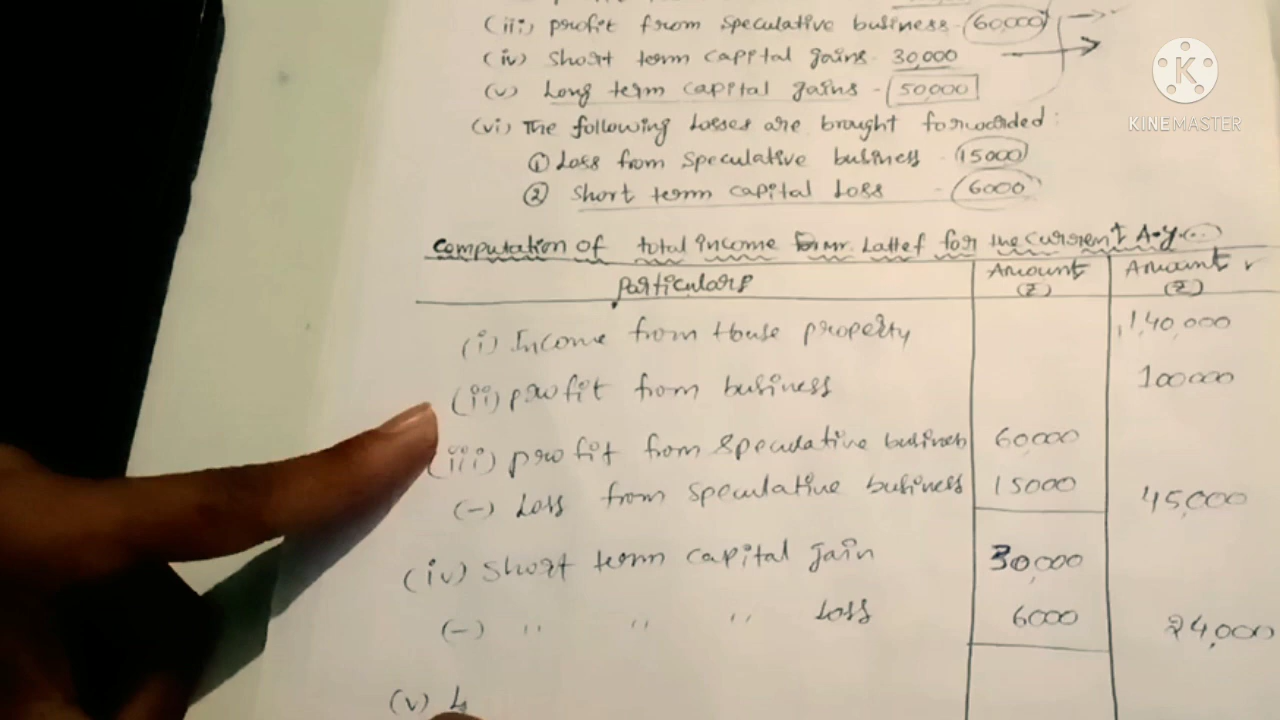 (iii) profit from speculative business - 60,000
(iv) Short term capital gains - 30,000
(v) Long term capital gains - 50,000
(vi) The following Losses are brought forwarded:
① Loss from speculative business - 15000
② Short term capital Loss - 6000
KINEMASTER
Computation of total income for Mr. Lattef for the current A.y...
particulars Amount (₹) Amount (₹)
(i) Income from House property 1,40,000
(ii) profit from business 100000
(iii) profit from speculative business 60000
(-) Loss from speculative business 15000 45,000
(iv) Short term capital gain 30,000
(-) ,, ,, ,, Loss 6000 24,000
(v) L